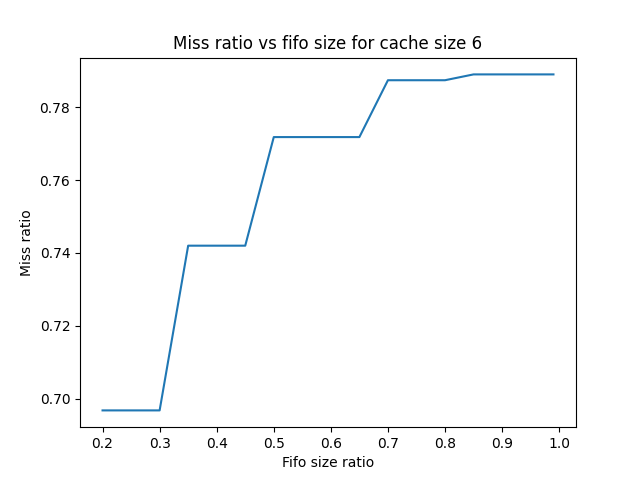 Miss ratio vs fifo size for cache size 6
0.78
0.76
0.74
0.72
0.70
Miss ratio
0.2 0.3 0.4 0.5 0.6 0.7 0.8 0.9 1.0
Fifo size ratio